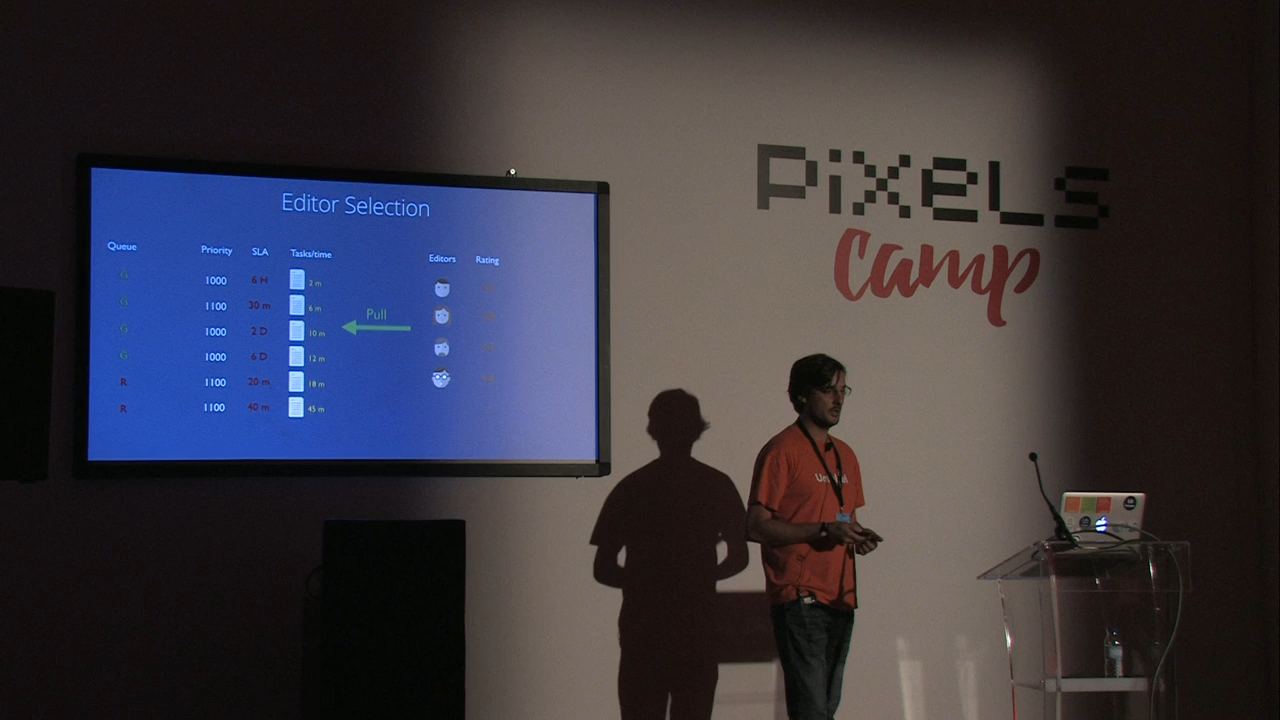 Editor Selection
Queue Priority SLA Tasks/time Editors Rating
G 1000 6 H 2 m
G 1100 30 m 6 m
G 1000 2 D 10 m
G 1000 6 D 12 m
R 1100 20 m 18 m
R 1100 40 m 45 m
Pull
PiXELS
Camp